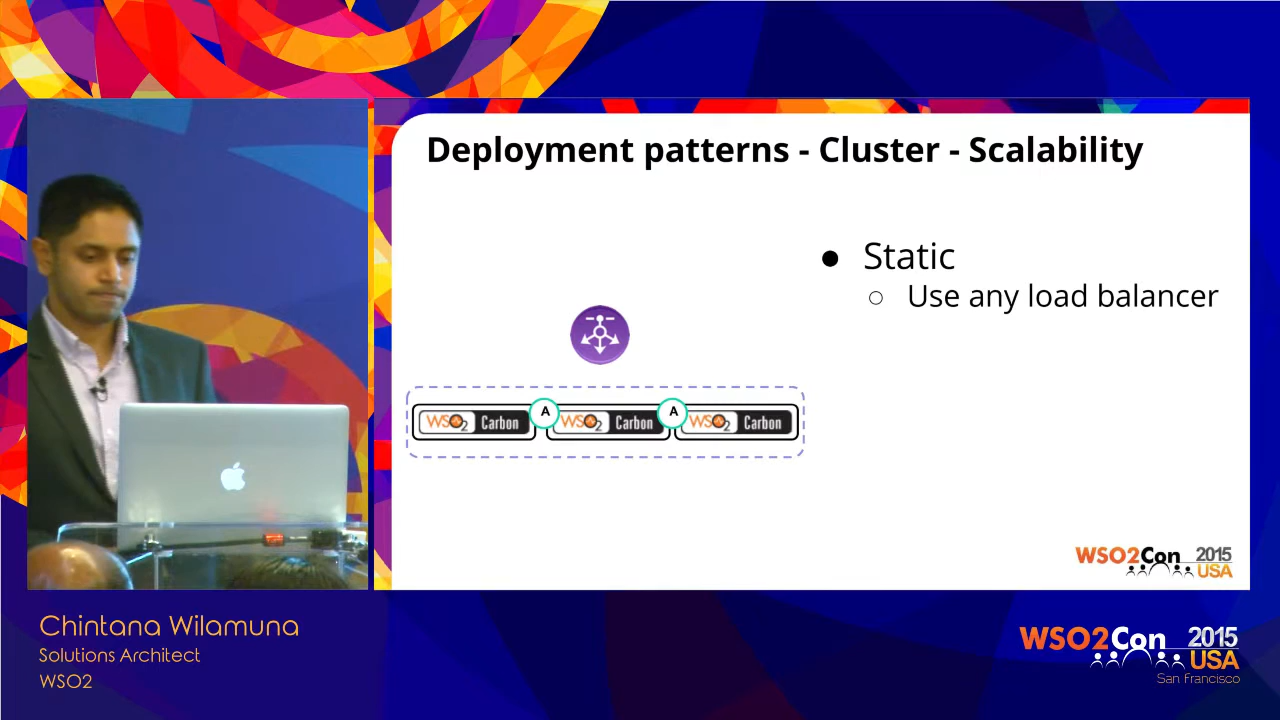 Deployment patterns - Cluster - Scalability
● Static
○ Use any load balancer
A A
WSO2 Carbon WSO2 Carbon WSO2 Carbon
WSO2Con 2015
USA
Chintana Wilamuna
Solutions Architect
WSO2
WSO2Con 2015
USA
San Francisco